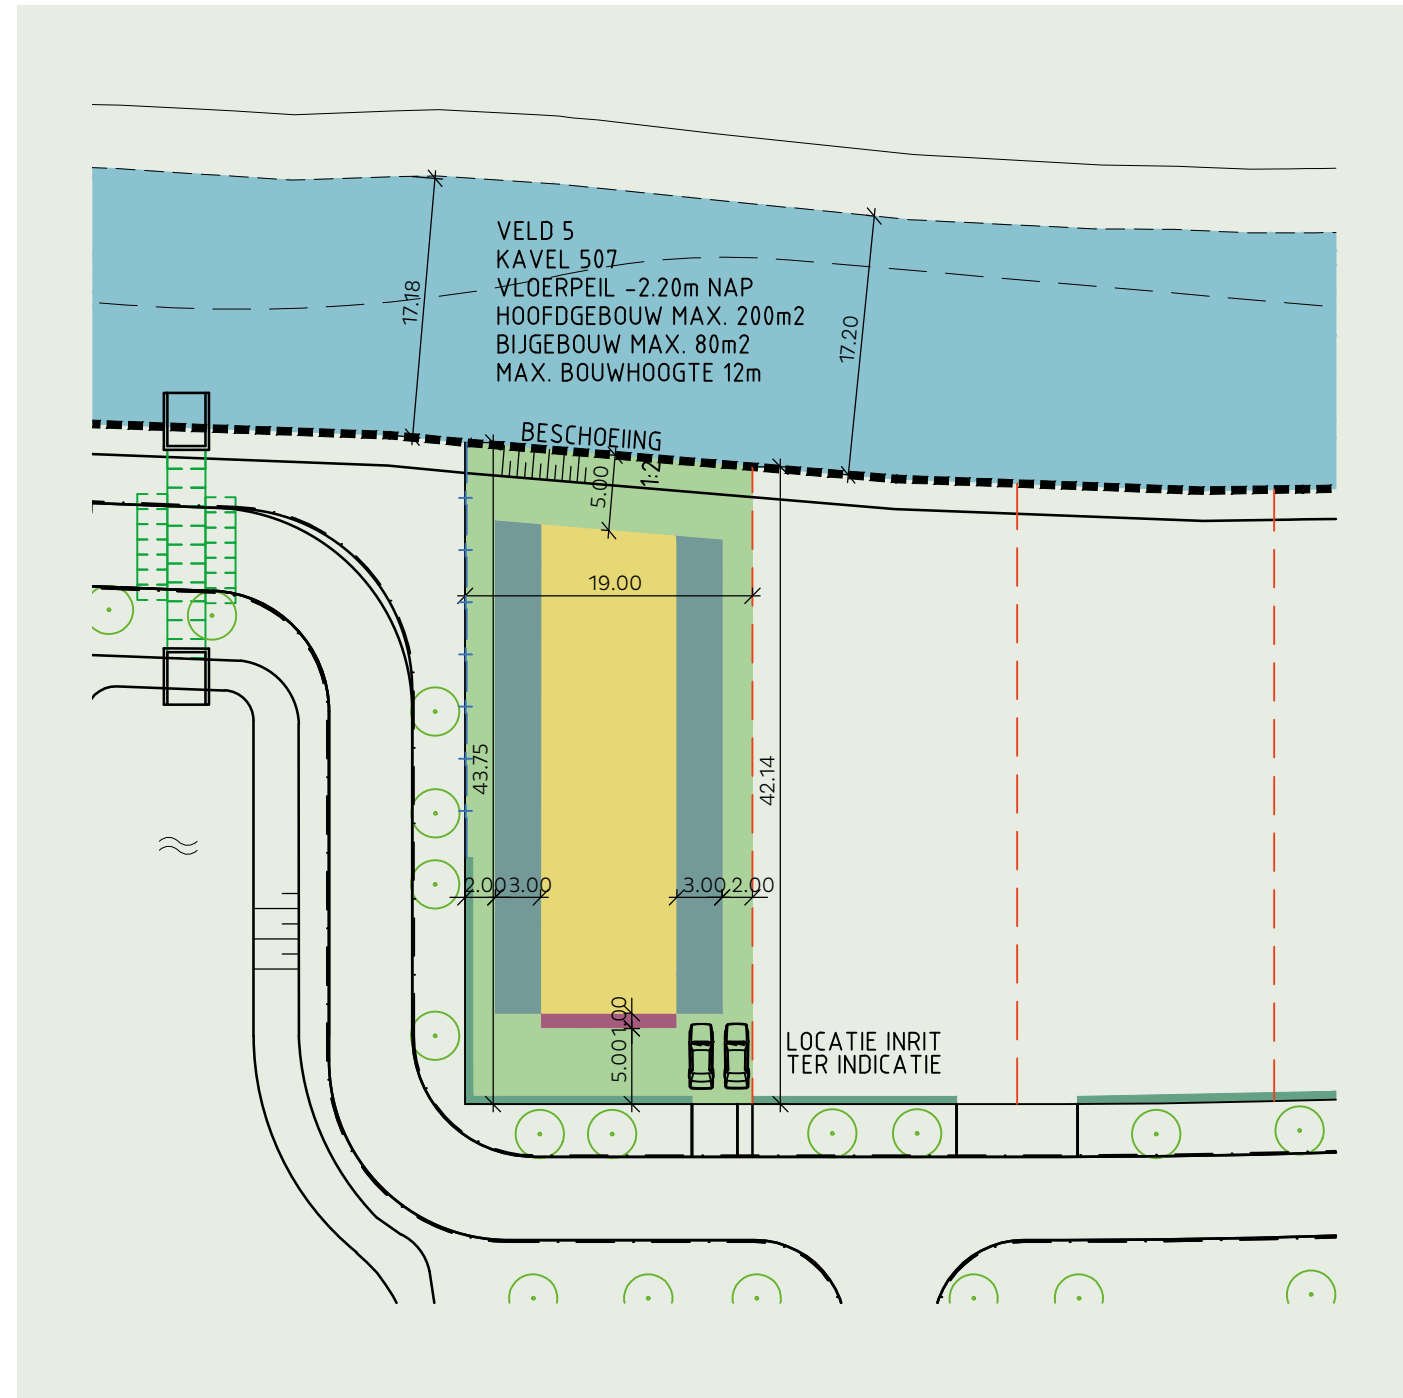 VELD 5
KAVEL 507
VLOERPEIL -2.20m NAP
HOOFDGEBOUW MAX. 200m2
BIJGEBOUW MAX. 80m2
MAX. BOUWHOOGTE 12m
17.18
17.20
BESCHOEIING
5.00
19.00
43.75
42.14
2.00
3.00
3.00
2.00
1.00
5.00
LOCATIE INRIT
TER INDICATIE